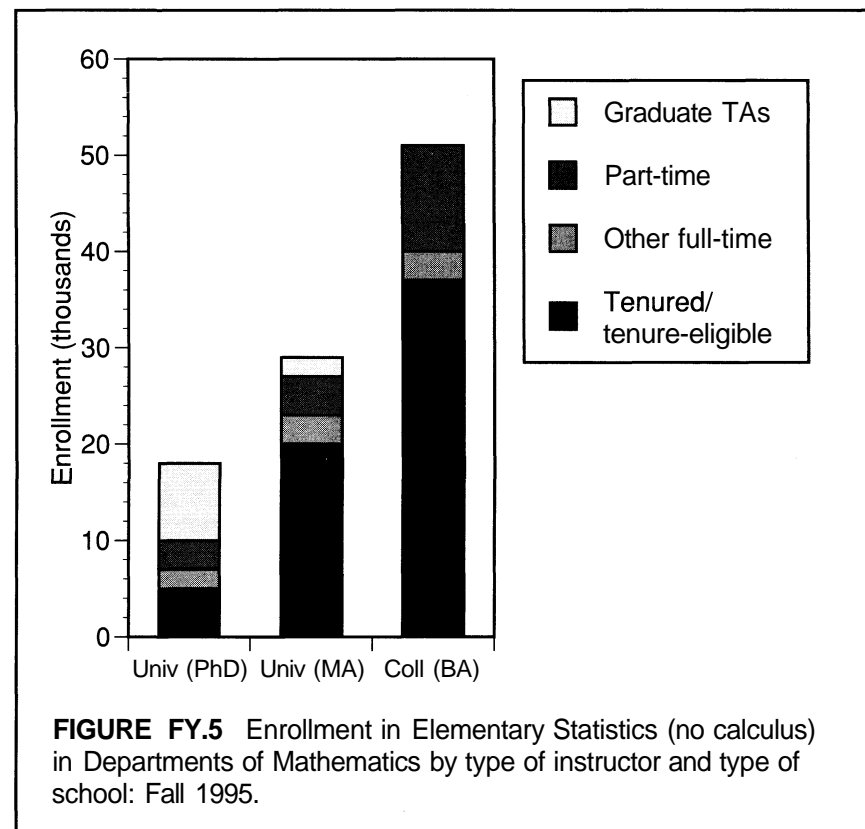 60
50
40
30
20
10
0
Enrollment (thousands)
Univ (PhD) Univ (MA) Coll (BA)
Graduate TAs
Part-time
Other full-time
Tenured/
tenure-eligible
FIGURE FY.5 Enrollment in Elementary Statistics (no calculus)
in Departments of Mathematics by type of instructor and type of
school: Fall 1995.